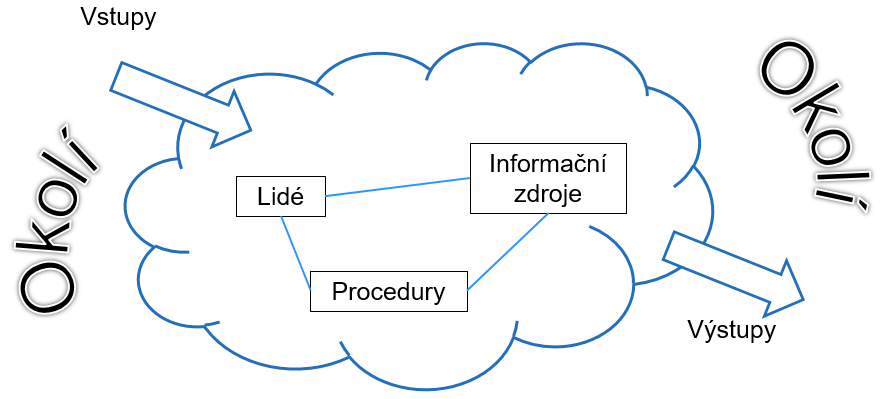 Vstupy
Okolí
Okolí
Informační
zdroje
Lidé
Procedury
Výstupy